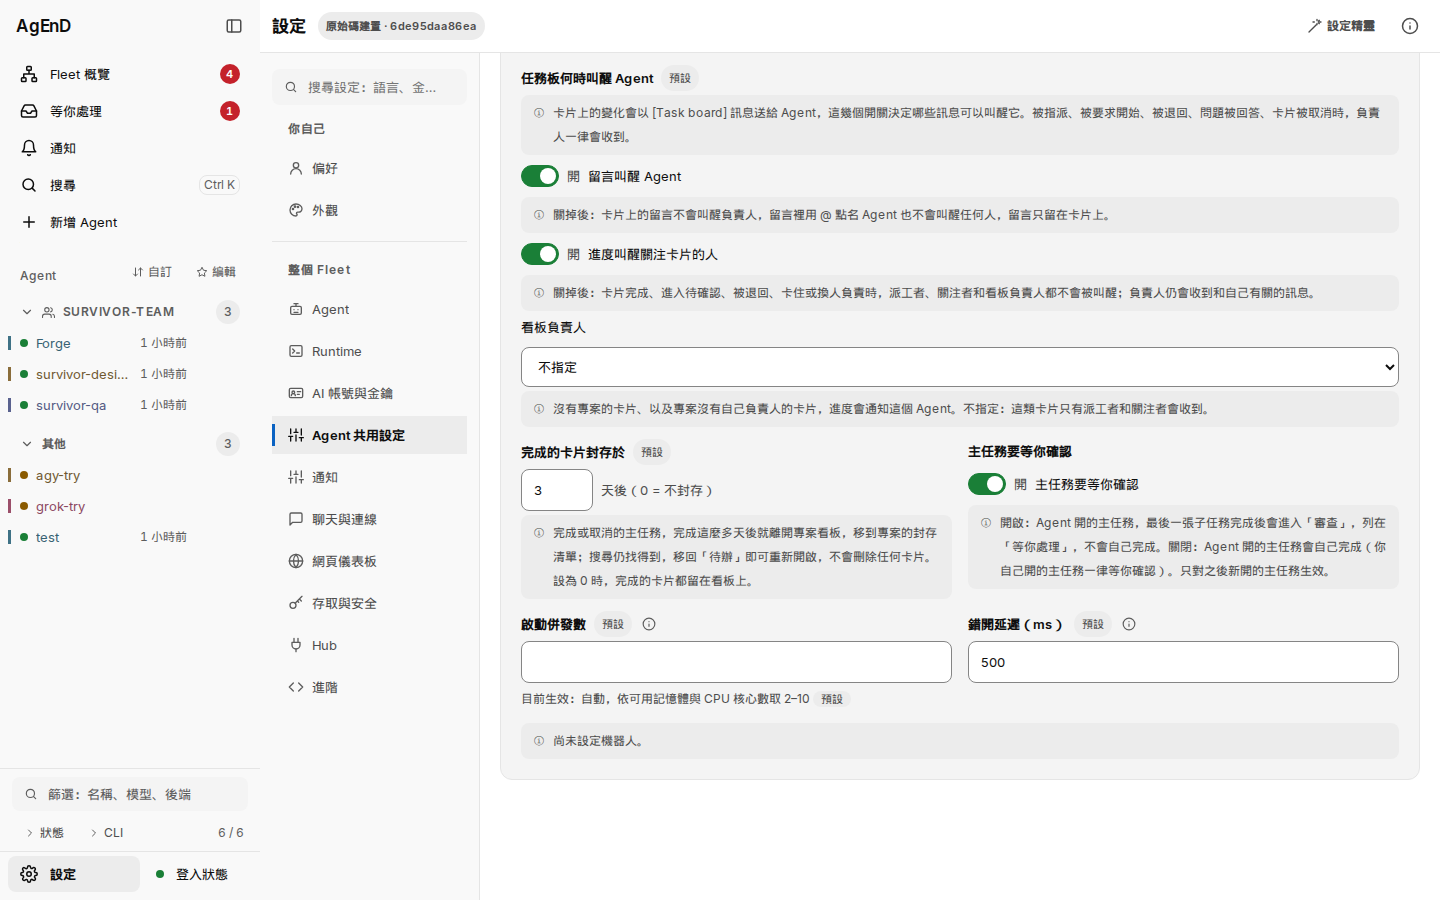 AgEnD
Fleet 概覽
4
等你處理
1
通知
搜尋
Ctrl K
新增 Agent
Agent
自訂
編輯
SURVIVOR-TEAM
3
Forge
1 小時前
survivor-desi...
1 小時前
survivor-qa
1 小時前
其他
3
agy-try
grok-try
test
1 小時前
篩選：名稱、模型、後端
狀態
CLI
6 / 6
設定
登入狀態
設定
原始碼建置 · 6de95daa86ea
設定精靈
搜尋設定：語言、金...
你自己
偏好
外觀
整個 Fleet
Agent
Runtime
AI 帳號與金鑰
Agent 共用設定
通知
聊天與連線
網頁儀表板
存取與安全
Hub
進階
任務板何時叫醒 Agent
預設
卡片上的變化會以 [Task board] 訊息送給 Agent，這幾個開關決定哪些訊息可以叫醒它。被指派、被要求開始、被退回、問題被回答、卡片被取消時，負責
人一律會收到。
開 留言叫醒 Agent
關掉後：卡片上的留言不會叫醒負責人，留言裡用 @ 點名 Agent 也不會叫醒任何人，留言只留在卡片上。
開 進度叫醒關注卡片的人
關掉後：卡片完成、進入待確認、被退回、卡住或換人負責時，派工者、關注者和看板負責人都不會被叫醒；負責人仍會收到和自己有關的訊息。
看板負責人
不指定
沒有專案的卡片、以及專案沒有自己負責人的卡片，進度會通知這個 Agent。不指定：這類卡片只有派工者和關注者會收到。
完成的卡片封存於
預設
3
天後（0 = 不封存）
完成或取消的主任務，完成這麼多天後就離開專案看板，移到專案的封存
清單；搜尋仍找得到，移回「待辦」即可重新開啟，不會刪除任何卡片。
設為 0 時，完成的卡片都留在看板上。
主任務要等你確認
開 主任務要等你確認
開啟：Agent 開的主任務，最後一張子任務完成後會進入「審查」，列在
「等你處理」，不會自己完成。關閉：Agent 開的主任務會自己完成（你
自己開的主任務一律等你確認）。只對之後新開的主任務生效。
啟動併發數
預設
目前生效：自動，依可用記憶體與 CPU 核心數取 2–10
預設
錯開延遲（ms）
預設
500
尚未設定機器人。